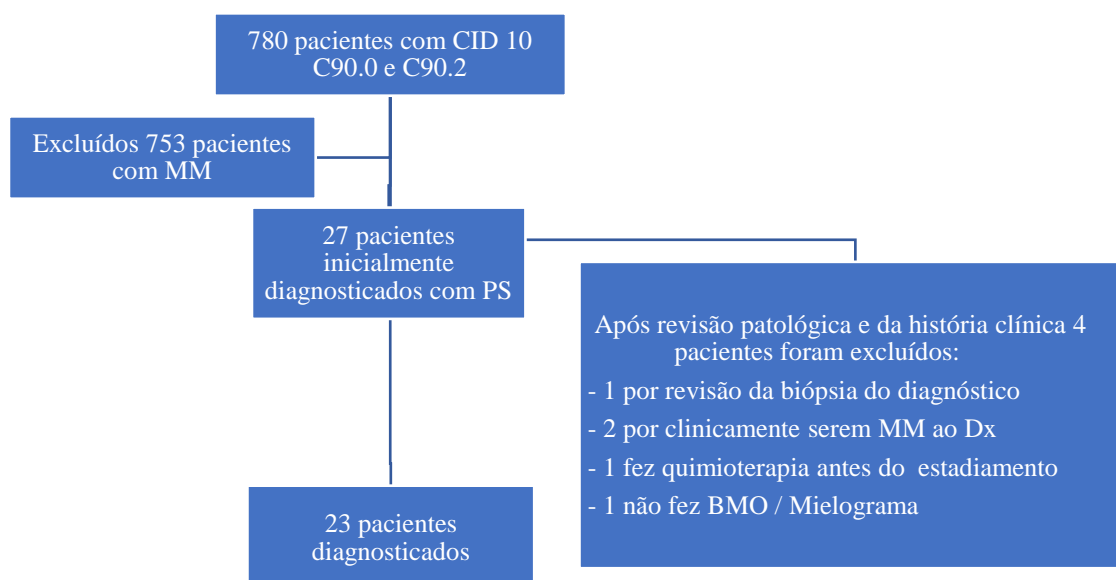 780 pacientes com CID 10
C90.0 e C90.2
Excluídos 753 pacientes
com MM
27 pacientes
inicialmente
diagnosticados com PS
Após revisão patológica e da história clínica 4
pacientes foram excluídos:
- 1 por revisão da biópsia do diagnóstico
- 2 por clinicamente serem MM ao Dx
- 1 fez quimioterapia antes do estadiamento
- 1 não fez BMO / Mielograma
23 pacientes
diagnosticados